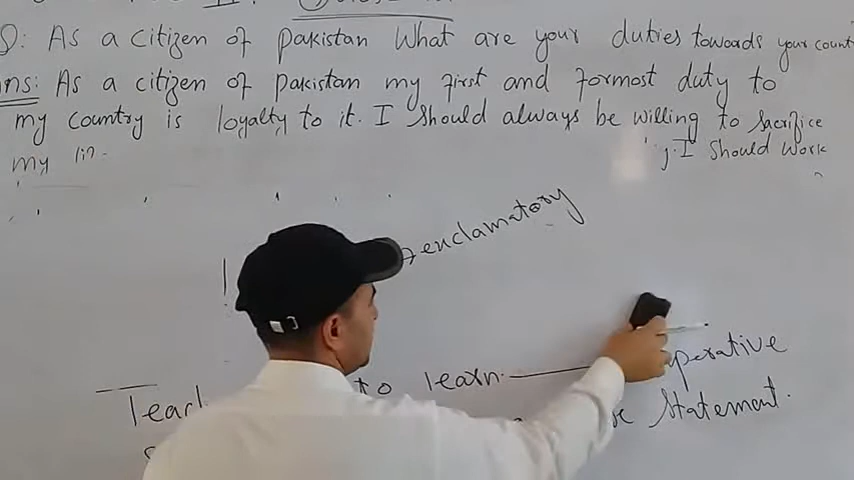 Q: As a citizen of pakistan What are your duties towards your count
ans: As a citizen of pakistan my first and formost duty to
my country is loyalty to it. I should always be willing to sacrifice
my
I should work
exclamatory
to learn. perative
Statement.